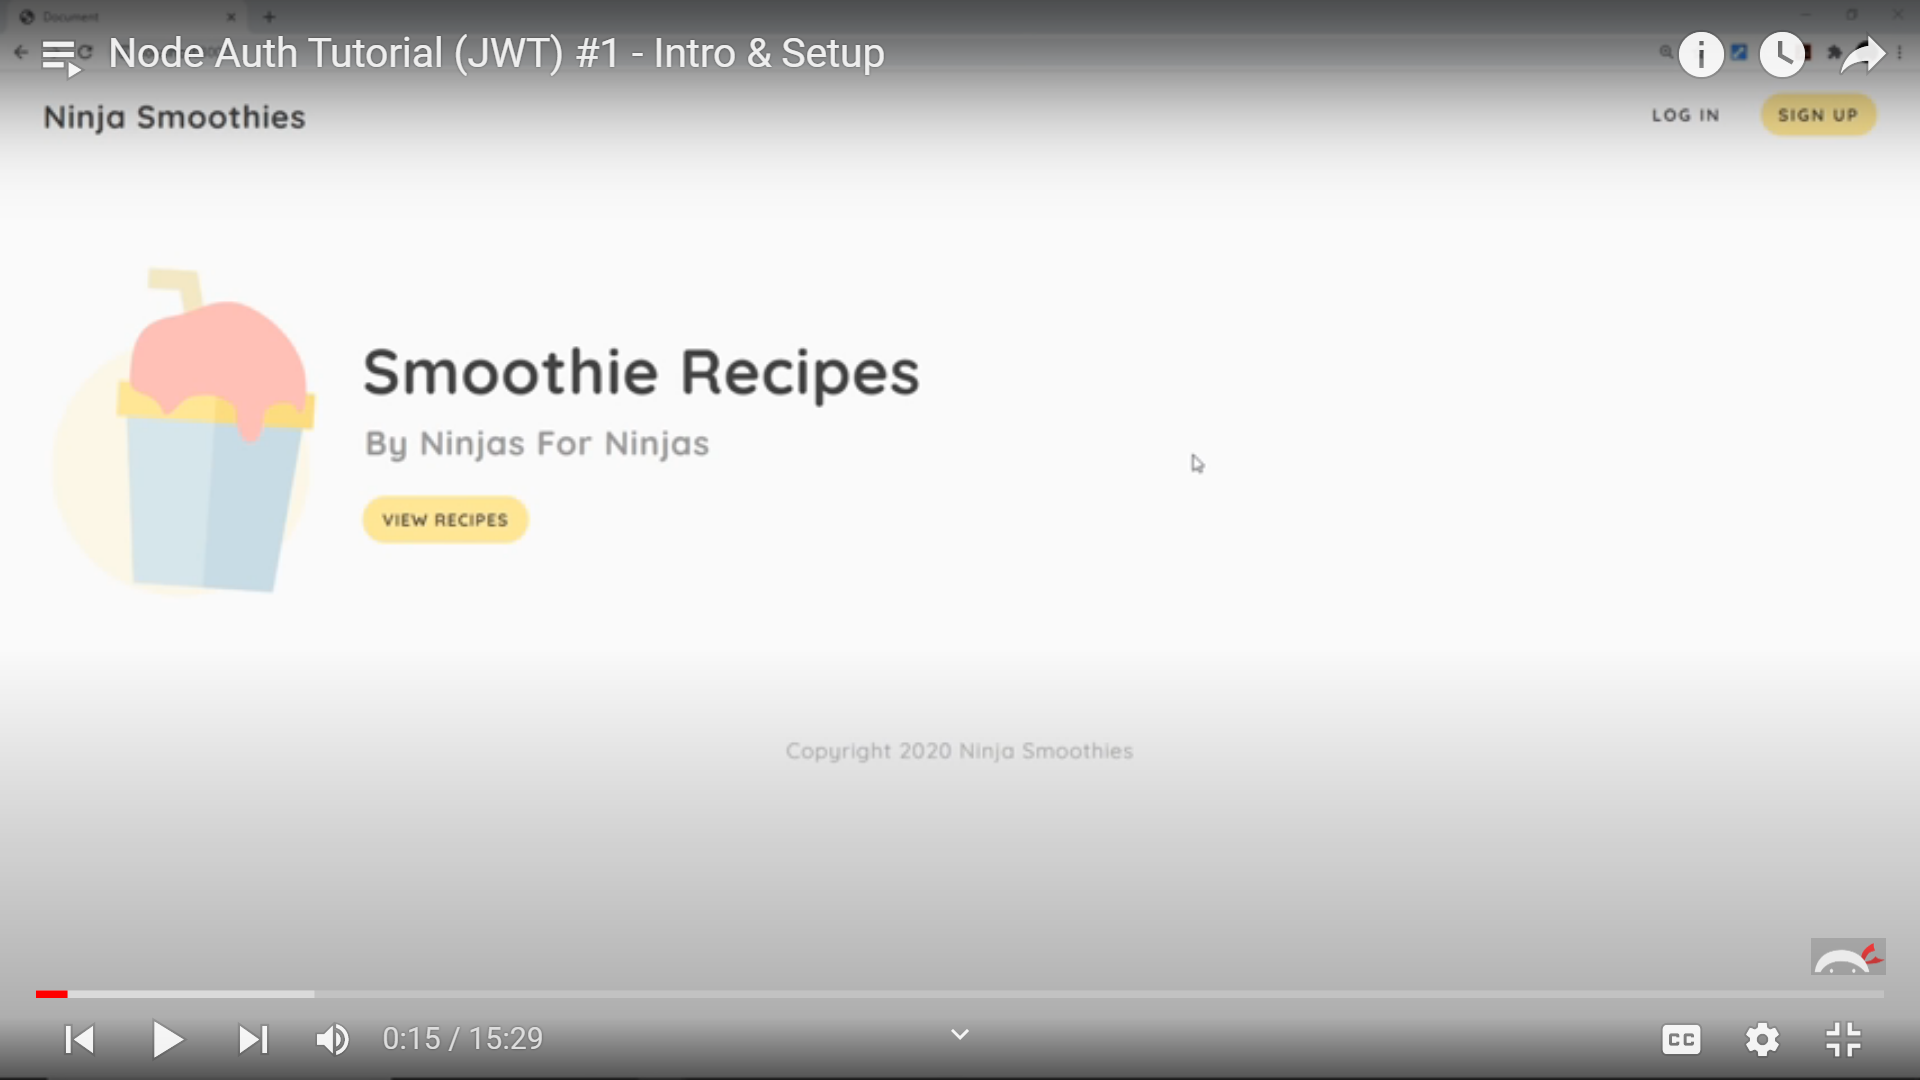 Document
Node Auth Tutorial (JWT) #1 - Intro & Setup
Ninja Smoothies
LOG IN
SIGN UP
Smoothie Recipes
By Ninjas For Ninjas
VIEW RECIPES
Copyright 2020 Ninja Smoothies
0:15 / 15:29
CC